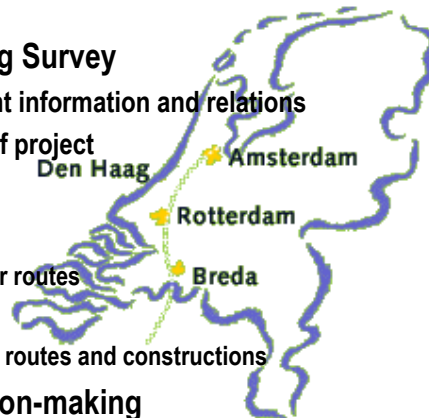 g Survey
nt information and relations
f project
Den Haag
Amsterdam
Rotterdam
r routes
Breda
routes and constructions
on-making